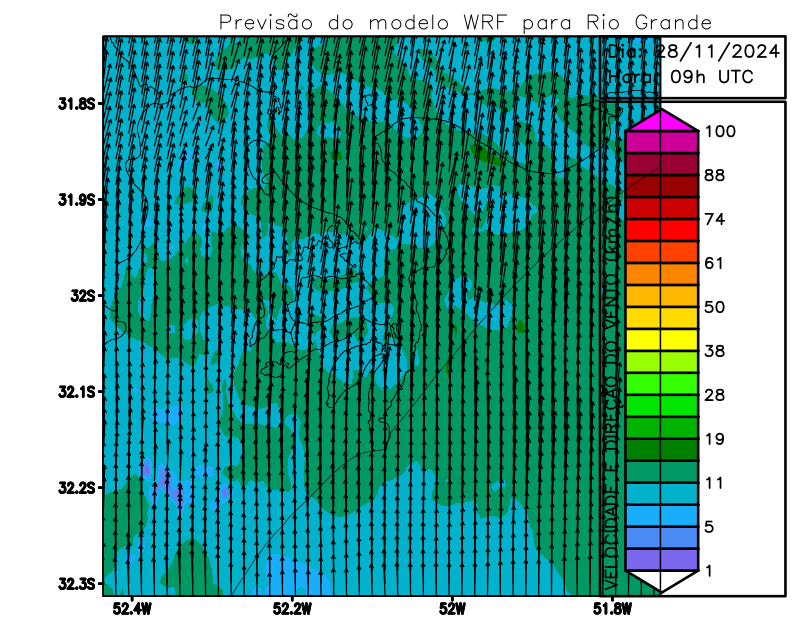 Previsão do modelo WRF para Rio Grande
Dia: 28/11/2024
Hora: 09h UTC
31.8S
31.9S
32S
32.1S
32.2S
32.3S
52.4W
52.2W
52W
51.8W
VELOCIDADE E DIREÇÃO DO VENTO (km/h)
100
88
74
61
50
38
28
19
11
5
1